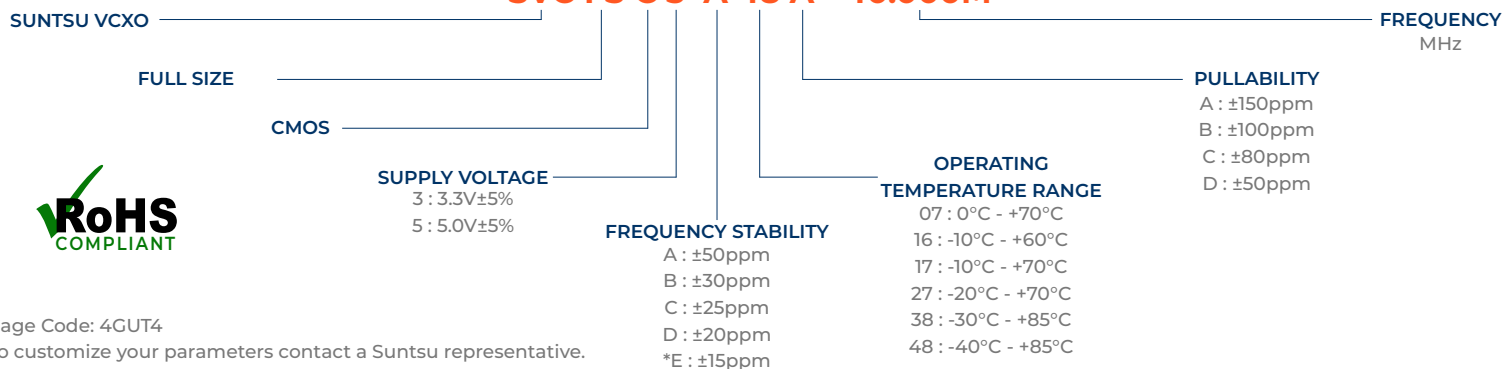 SUNTSU VCXO
FREQUENCY
MHz
FULL SIZE
PULLABILITY
A : ±150ppm
B : ±100ppm
C : ±80ppm
D : ±50ppm
CMOS
SUPPLY VOLTAGE
3 : 3.3V±5%
5 : 5.0V±5%
OPERATING
TEMPERATURE RANGE
07 : 0°C - +70°C
16 : -10°C - +60°C
17 : -10°C - +70°C
27 : -20°C - +70°C
38 : -30°C - +85°C
48 : -40°C - +85°C
FREQUENCY STABILITY
A : ±50ppm
B : ±30ppm
C : ±25ppm
D : ±20ppm
*E : ±15ppm
RoHS
COMPLIANT
age Code: 4GUT4
o customize your parameters contact a Suntsu representative.